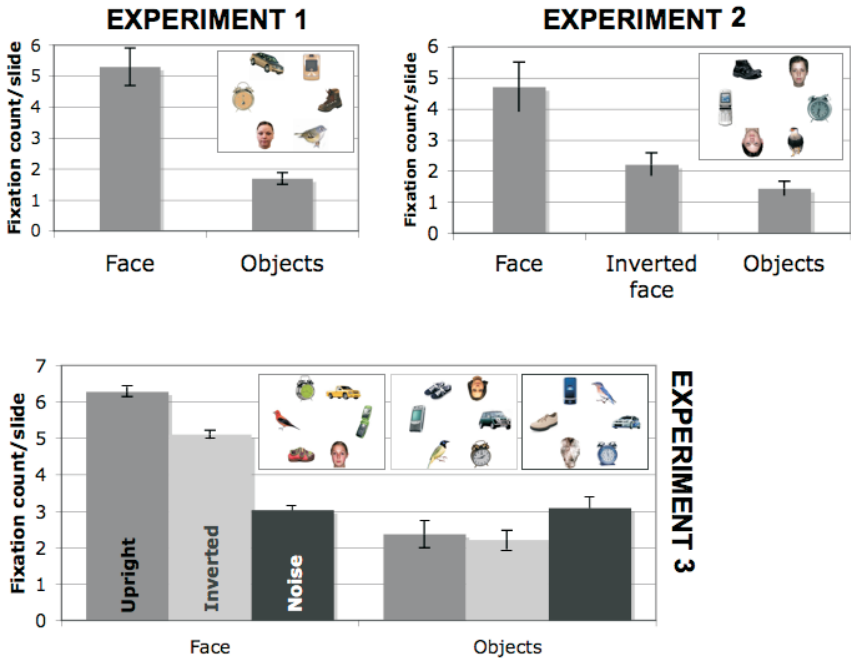 EXPERIMENT 1
Fixation count/slide
6
5
4
3
2
1
0
Face
Objects
EXPERIMENT 2
Fixation count/slide
6
5
4
3
2
1
0
Face
Inverted
face
Objects
EXPERIMENT 3
Fixation count/slide
7
6
5
4
3
2
1
0
Upright
Inverted
Noise
Face
Objects